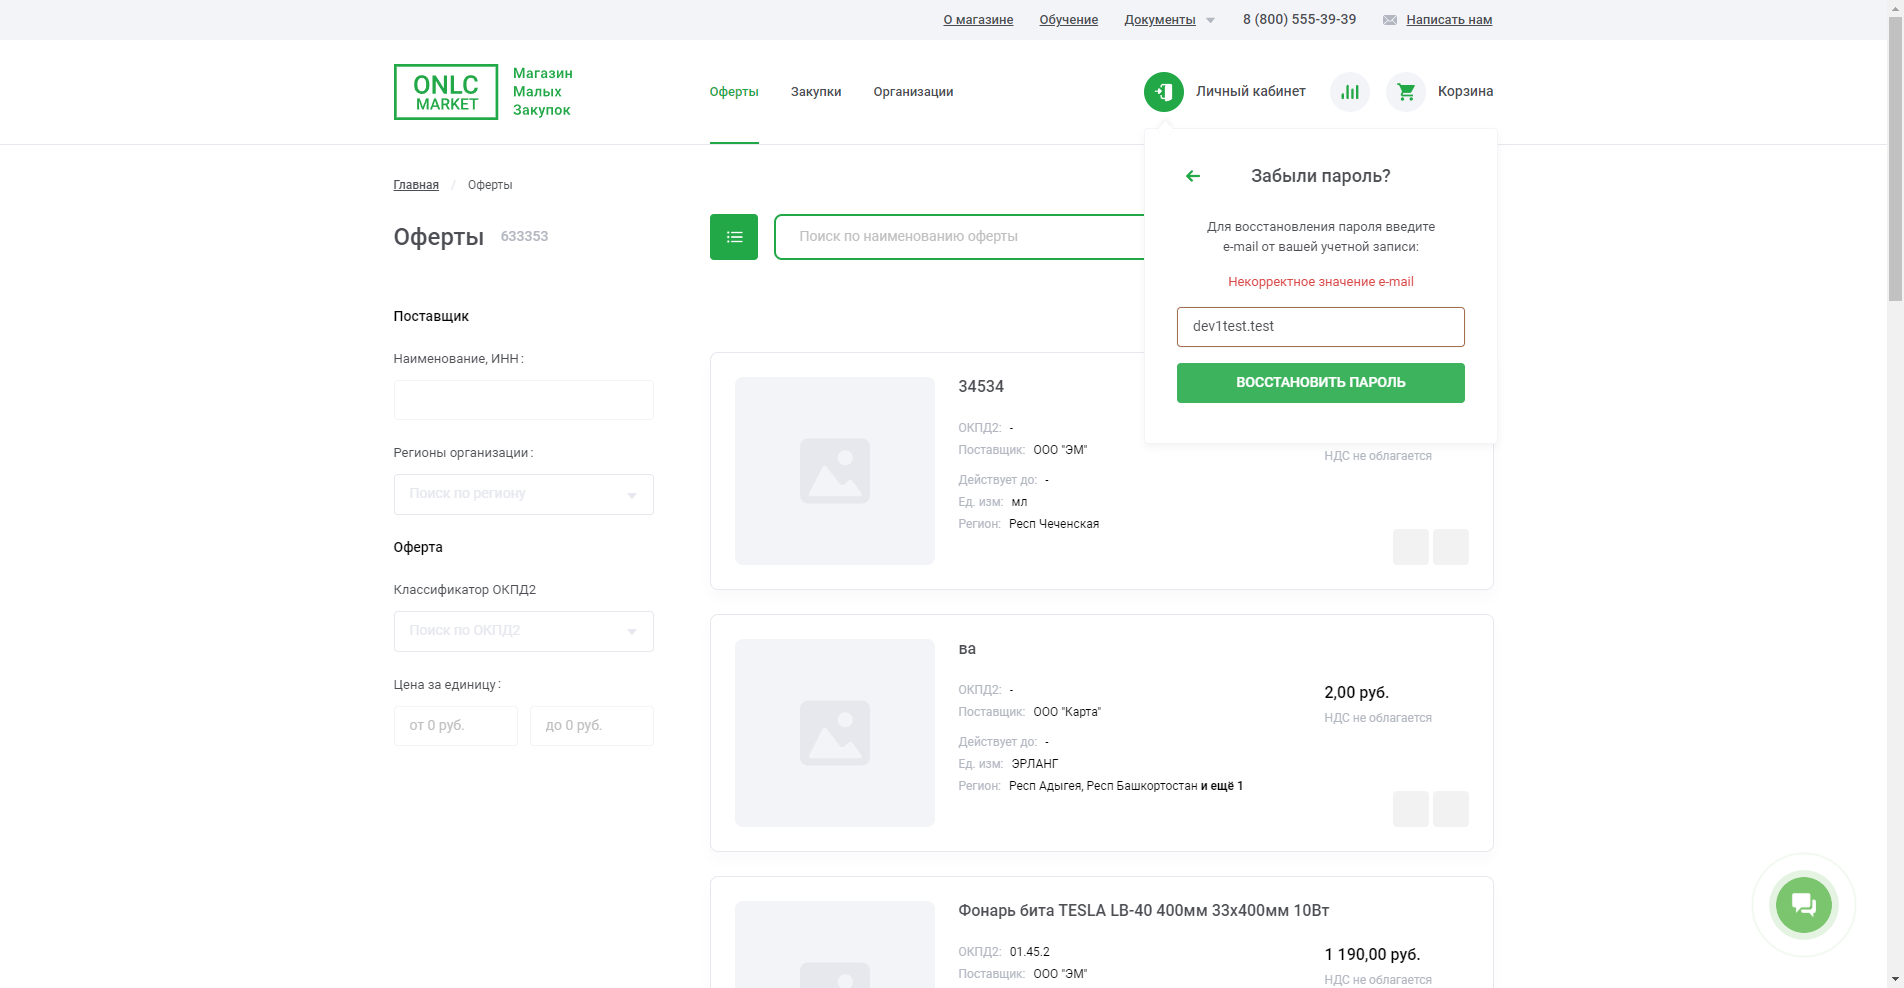 О магазине Обучение Документы 8 (800) 555-39-39 Написать нам
ONLC MARKET
Магазин
Малых
Закупок
Оферты Закупки Организации
Личный кабинет Корзина
Главная / Оферты
Оферты 633353
Поиск по наименованию оферты
Забыли пароль?
Для восстановления пароля введите
e-mail от вашей учетной записи:
Некорректное значение e-mail
dev1test.test
ВОССТАНОВИТЬ ПАРОЛЬ
Поставщик
Наименование, ИНН:
Регионы организации:
Поиск по региону
Оферта
Классификатор ОКПД2
Поиск по ОКПД2
Цена за единицу:
от 0 руб. до 0 руб.
34534
ОКПД2: -
Поставщик: ООО "ЭМ"
НДС не облагается
Действует до: -
Ед. изм: мл
Регион: Респ Чеченская
ва
ОКПД2: -
2,00 руб.
Поставщик: ООО "Карта"
НДС не облагается
Действует до: -
Ед. изм: ЭРЛАНГ
Регион: Респ Адыгея, Респ Башкортостан и ещё 1
Фонарь бита TESLA LB-40 400мм 33х400мм 10Вт
ОКПД2: 01.45.2
1 190,00 руб.
Поставщик: ООО "ЭМ"
НДС не облагается